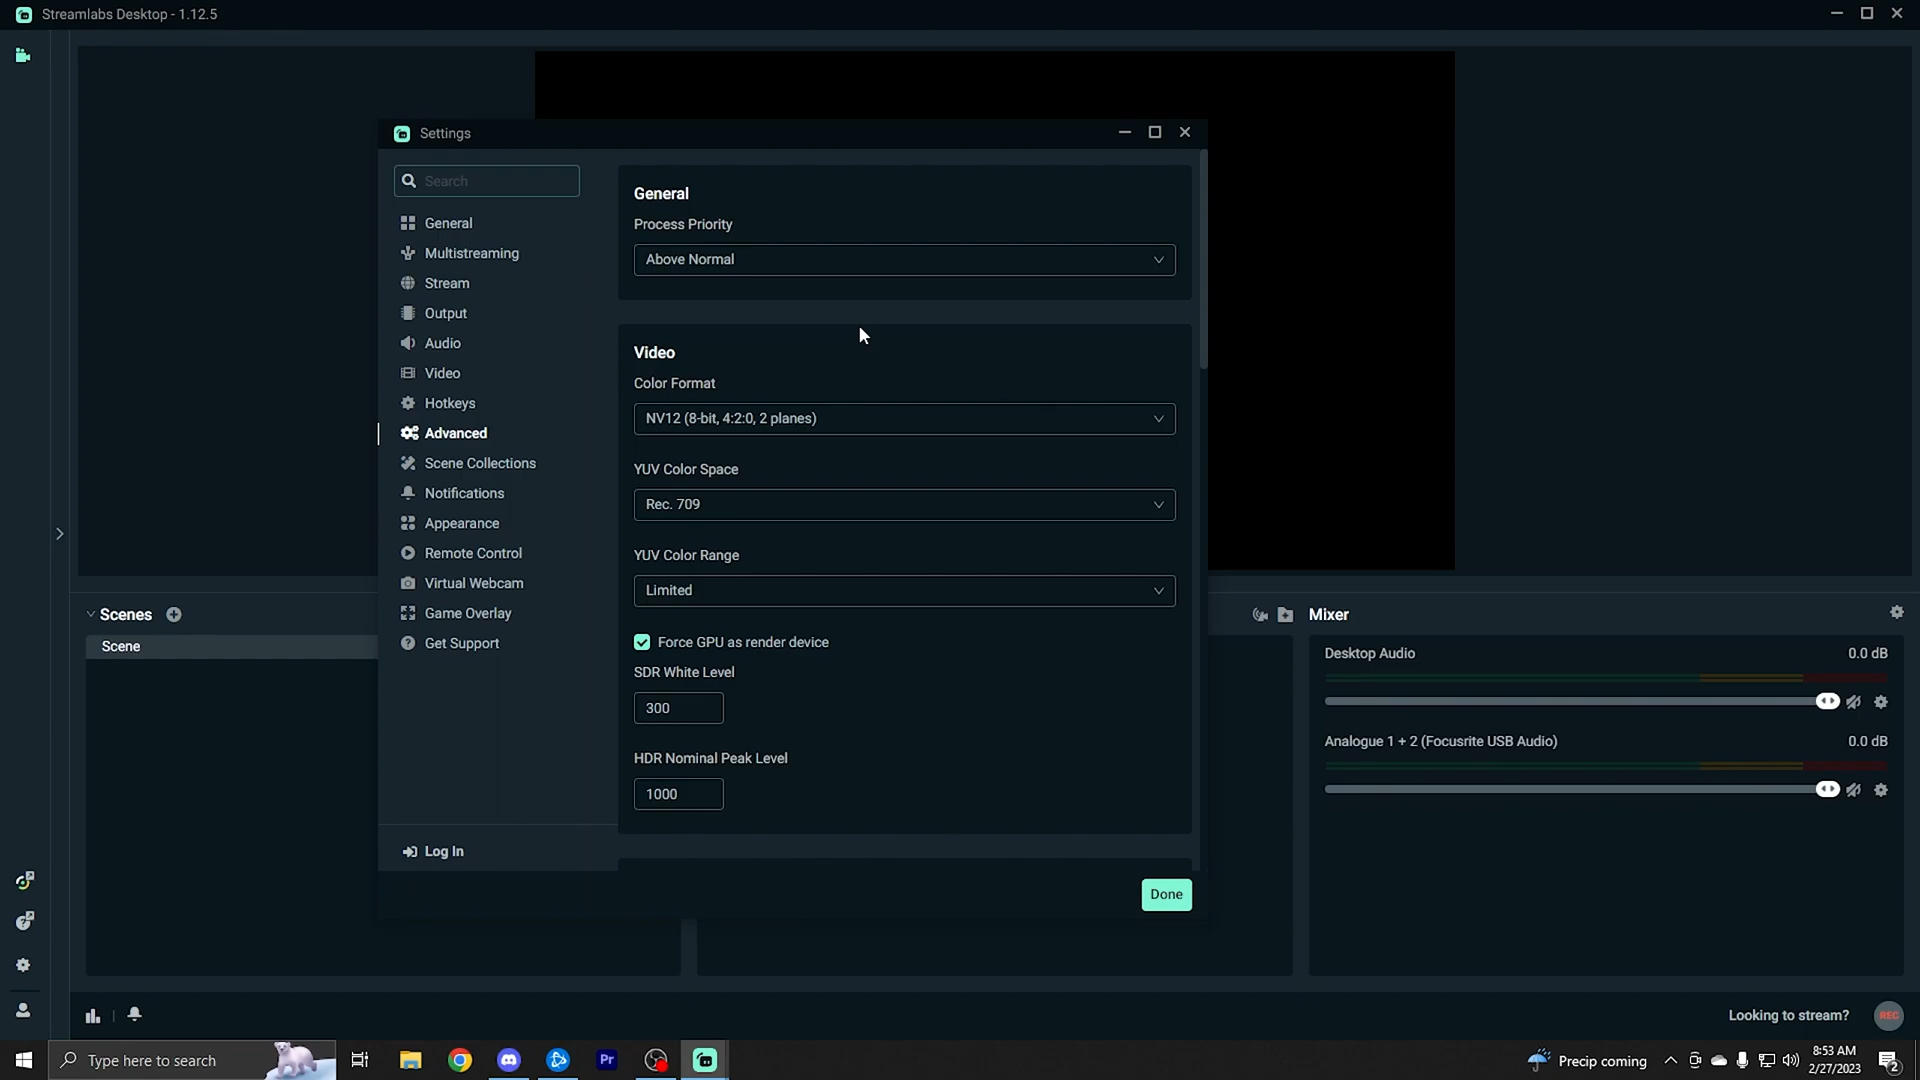 Streamlabs Desktop - 1.12.5
Settings
Search
General
Multistreaming
Stream
Output
Audio
Video
Hotkeys
Advanced
Scene Collections
Notifications
Appearance
Remote Control
Virtual Webcam
Game Overlay
Get Support
Log In
General
Process Priority
Above Normal
Video
Color Format
NV12 (8-bit, 4:2:0, 2 planes)
YUV Color Space
Rec. 709
YUV Color Range
Limited
Force GPU as render device
SDR White Level
300
HDR Nominal Peak Level
1000
Done
Scenes
Scene
Mixer
Desktop Audio 0.0 dB
Analogue 1 + 2 (Focusrite USB Audio) 0.0 dB
Looking to stream? REC
Type here to search
Pr
Precip coming
8:53 AM
2/27/2023
2